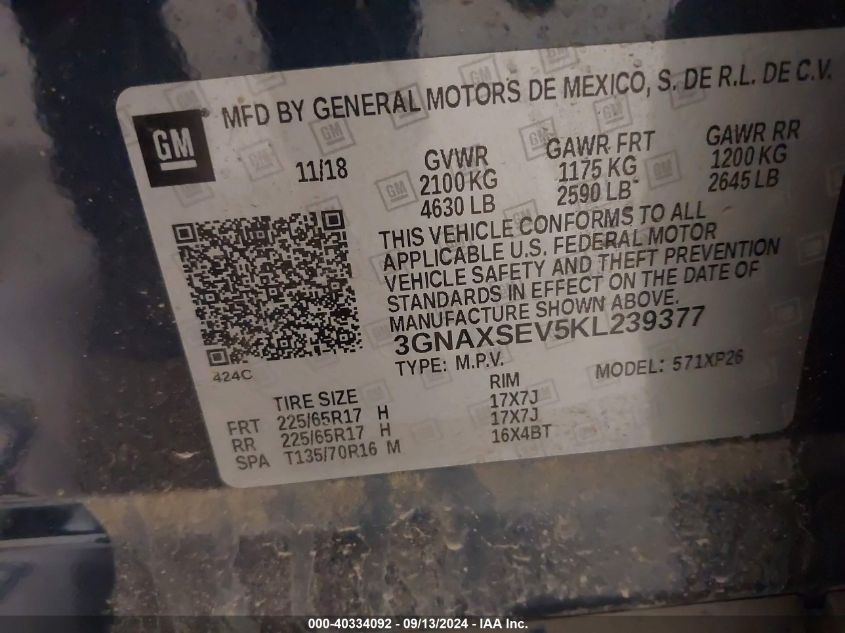 GM
MFD BY GENERAL MOTORS DE MEXICO, S. DE R.L. DE C.V.
11/18
GVWR GAWR FRT GAWR RR
2100 KG 1175 KG 1200 KG
4630 LB 2590 LB 2645 LB
THIS VEHICLE CONFORMS TO ALL
APPLICABLE U.S. FEDERAL MOTOR
VEHICLE SAFETY AND THEFT PREVENTION
STANDARDS IN EFFECT ON THE DATE OF
MANUFACTURE SHOWN ABOVE.
3GNAXSEV5KL239377
424C
TYPE: M.P.V. MODEL: 571XP26
TIRE SIZE RIM
FRT 225/65R17 H 17X7J
RR 225/65R17 H 17X7J
SPA T135/70R16 M 16X4BT
000-40334092 - 09/13/2024 - IAA Inc.